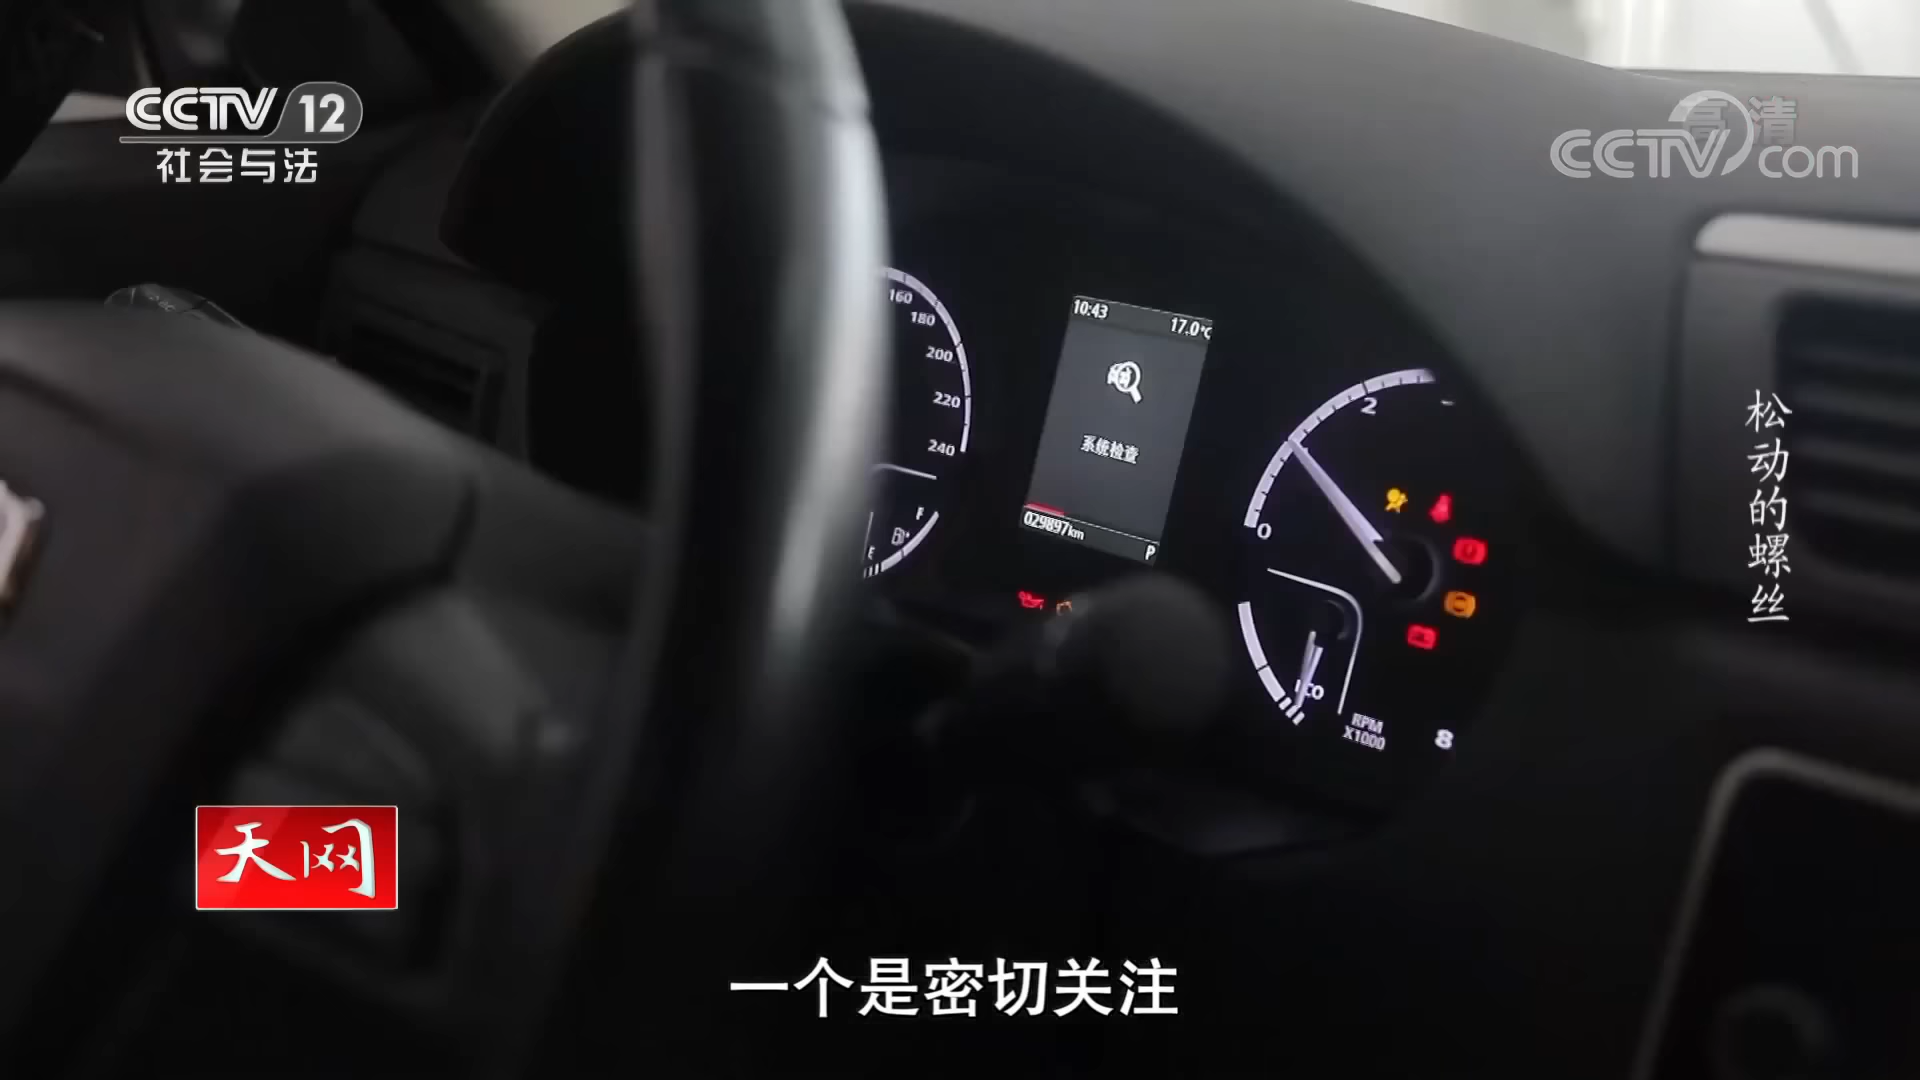 CCTV 12
社会与法
高清
CCTV.com
160
180
200
220
240
F
E
10:43
17.0°C
系统检查
029897km
P
2
0
ECO
RPM
X1000
8
松动的螺丝
天网
一个是密切关注